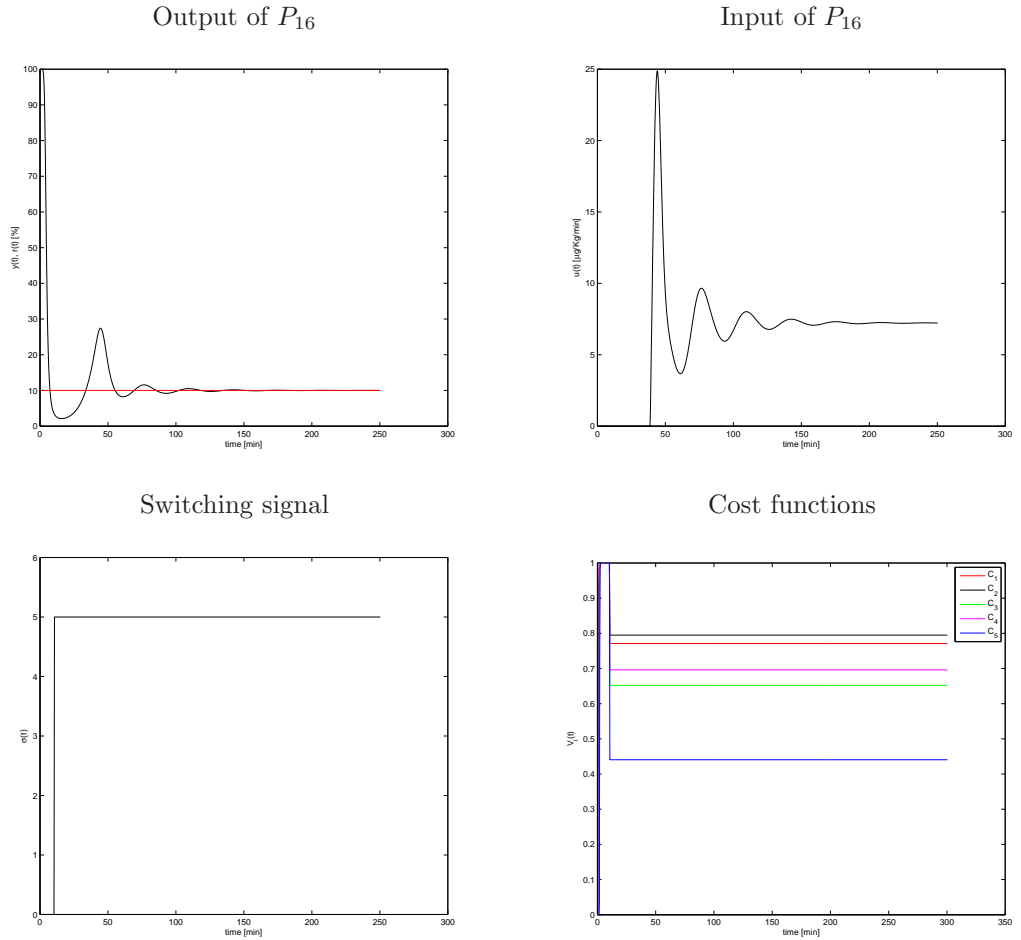 Output of P16
Input of P16
100
90
80
70
60
50
40
30
20
10
0
y(t), r(t) [%]
0 50 100 150 200 250 300
time [min]
25
20
15
10
5
0
u(t) [µg/Kg/min]
0 50 100 150 200 250 300
time [min]
Switching signal
Cost functions
6
5
4
3
2
1
0
σ(t)
0 50 100 150 200 250 300
time [min]
1
0.9
0.8
0.7
0.6
0.5
0.4
0.3
0.2
0.1
0
Vi(t)
0 50 100 150 200 250 300 350
time [min]
C1
C2
C3
C4
C5